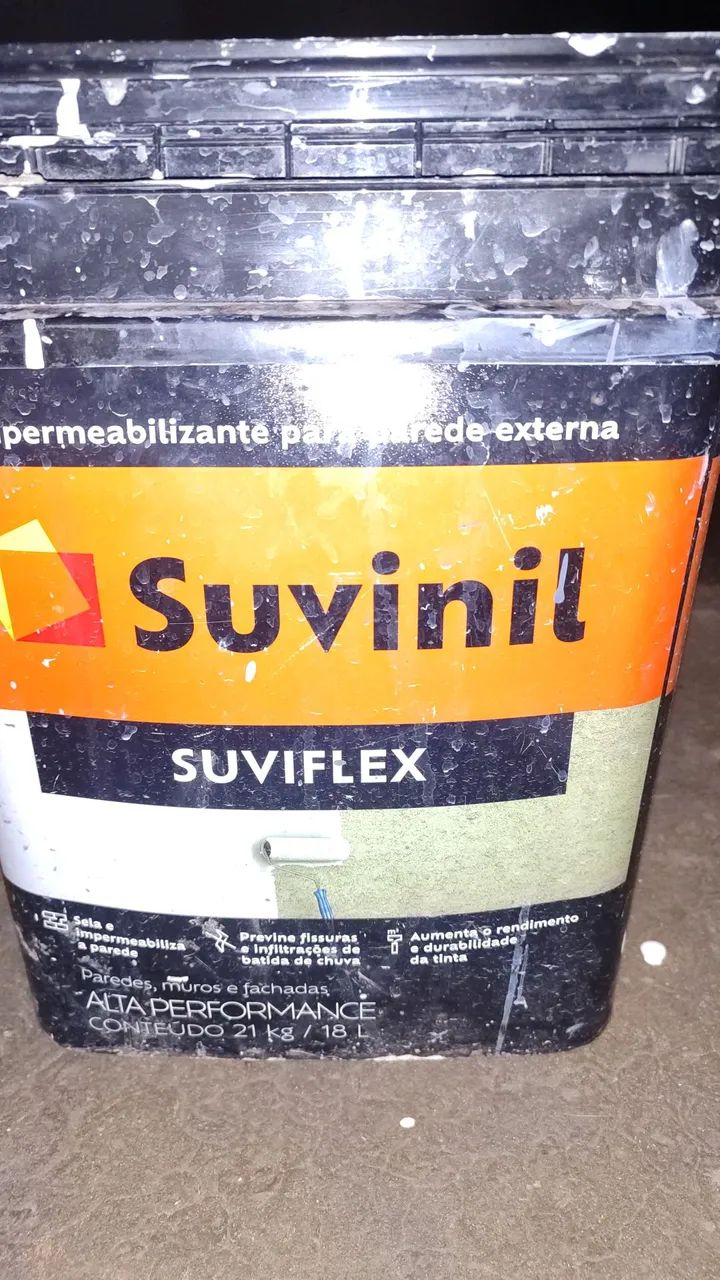 permeabilizante para parede externa
Suvinil
SUVIFLEX
Sela e
impermeabiliza
a parede
Previne fissuras
e infiltrações de
batida de chuva
Aumenta o rendimento
e durabilidade
da tinta
Paredes, muros e fachadas
ALTA PERFORMANCE
CONTEÚDO 21 kg / 18 L